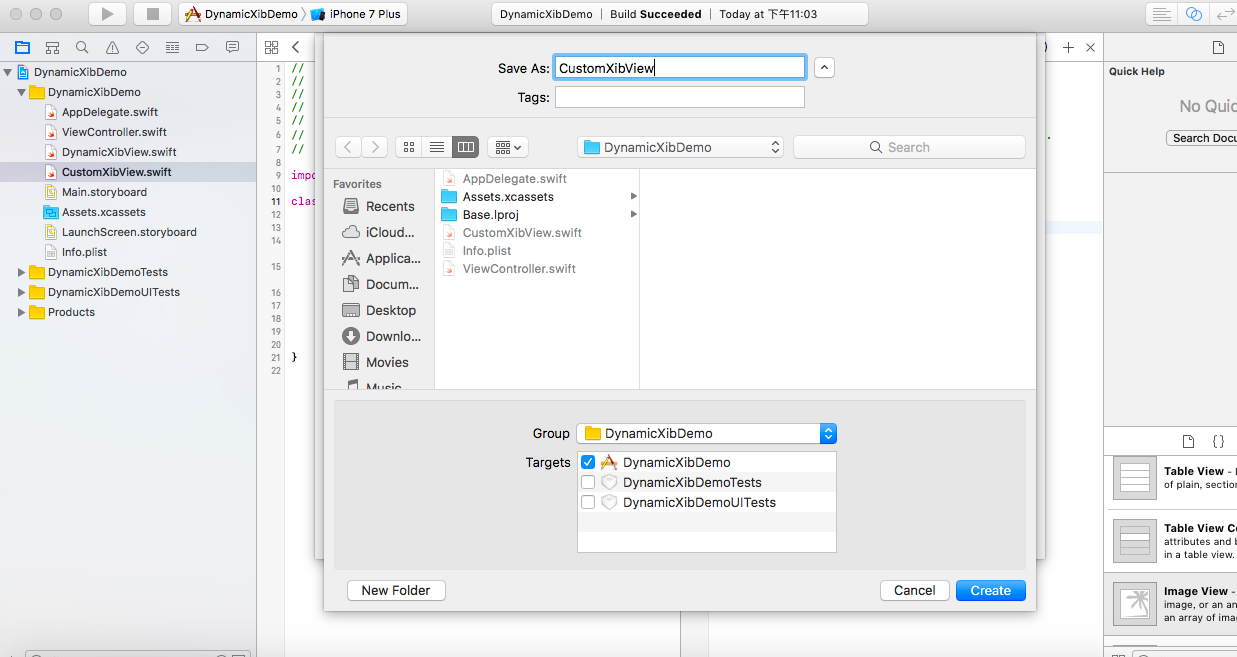 DynamicXibDemo
iPhone 7 Plus
DynamicXibDemo | Build Succeeded | Today at 下午11:03
DynamicXibDemo
DynamicXibDemo
AppDelegate.swift
ViewController.swift
DynamicXibView.swift
CustomXibView.swift
Main.storyboard
Assets.xcassets
LaunchScreen.storyboard
Info.plist
DynamicXibDemoTests
DynamicXibDemoUITests
Products
1 //
2 //
3 //
4 //
5 //
6 //
7 //
8
9 impo
10
11 clas
12
13
14
15
16
17
18
19
20
21 }
22
Save As: CustomXibView
Tags:
DynamicXibDemo
Search
Favorites
Recents
iCloud...
Applica...
Docum...
Desktop
Downlo...
Movies
Music
AppDelegate.swift
Assets.xcassets
Base.lproj
CustomXibView.swift
Info.plist
ViewController.swift
Group DynamicXibDemo
Targets DynamicXibDemo
DynamicXibDemoTests
DynamicXibDemoUITests
New Folder
Cancel
Create
Quick Help
No Quic
Search Docu
{}
Table View -
of plain, section
Table View Ce
attributes and b
in a table view.
Image View -
image, or an an
an array of imag